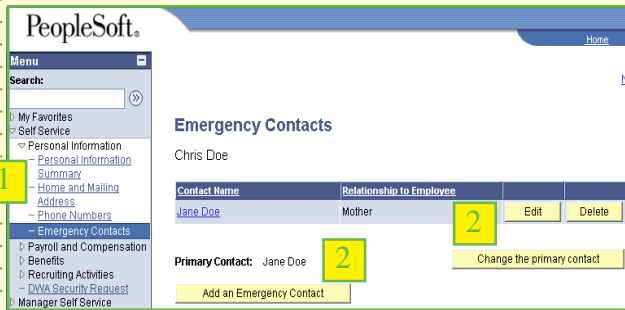 PeopleSoft®
Home
Menu
Search:
My Favorites
Self Service
Personal Information
– Personal Information
Summary
1
– Home and Mailing
Address
– Phone Numbers
– Emergency Contacts
Payroll and Compensation
Benefits
Recruiting Activities
– DWA Security Request
Manager Self Service
N
Emergency Contacts
Chris Doe
Contact Name Relationship to Employee
Jane Doe Mother 2 Edit Delete
Primary Contact: Jane Doe 2 Change the primary contact
Add an Emergency Contact